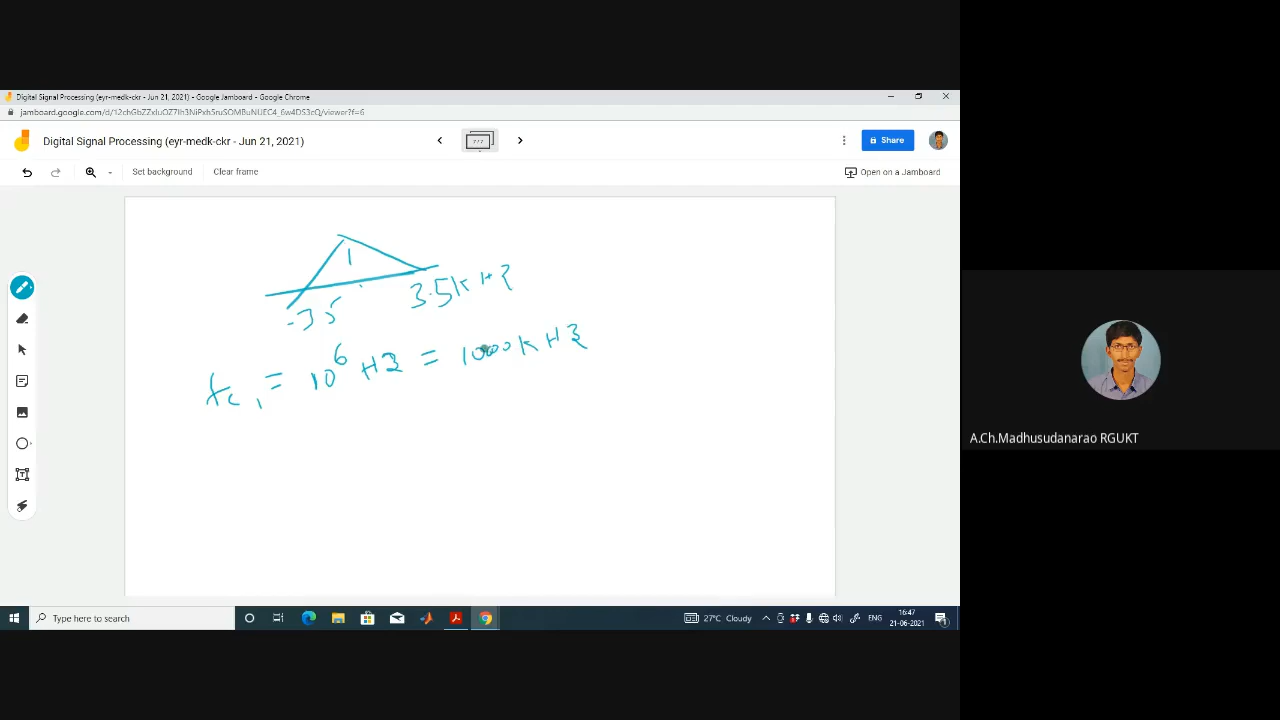 Digital Signal Processing (eyr-medk-ckr - Jun 21, 2021) - Google Jamboard - Google Chrome
Digital Signal Processing (eyr-medk-ckr - Jun 21, 2021)
Share
Set background
Clear frame
Open on a Jamboard
1
-3.5
3.5kHz
fc1 = 10^6 Hz = 1000kHz
A.Ch.Madhusudanarao RGUKT
Type here to search
27°C Cloudy
ENG
16:47
21-06-2021